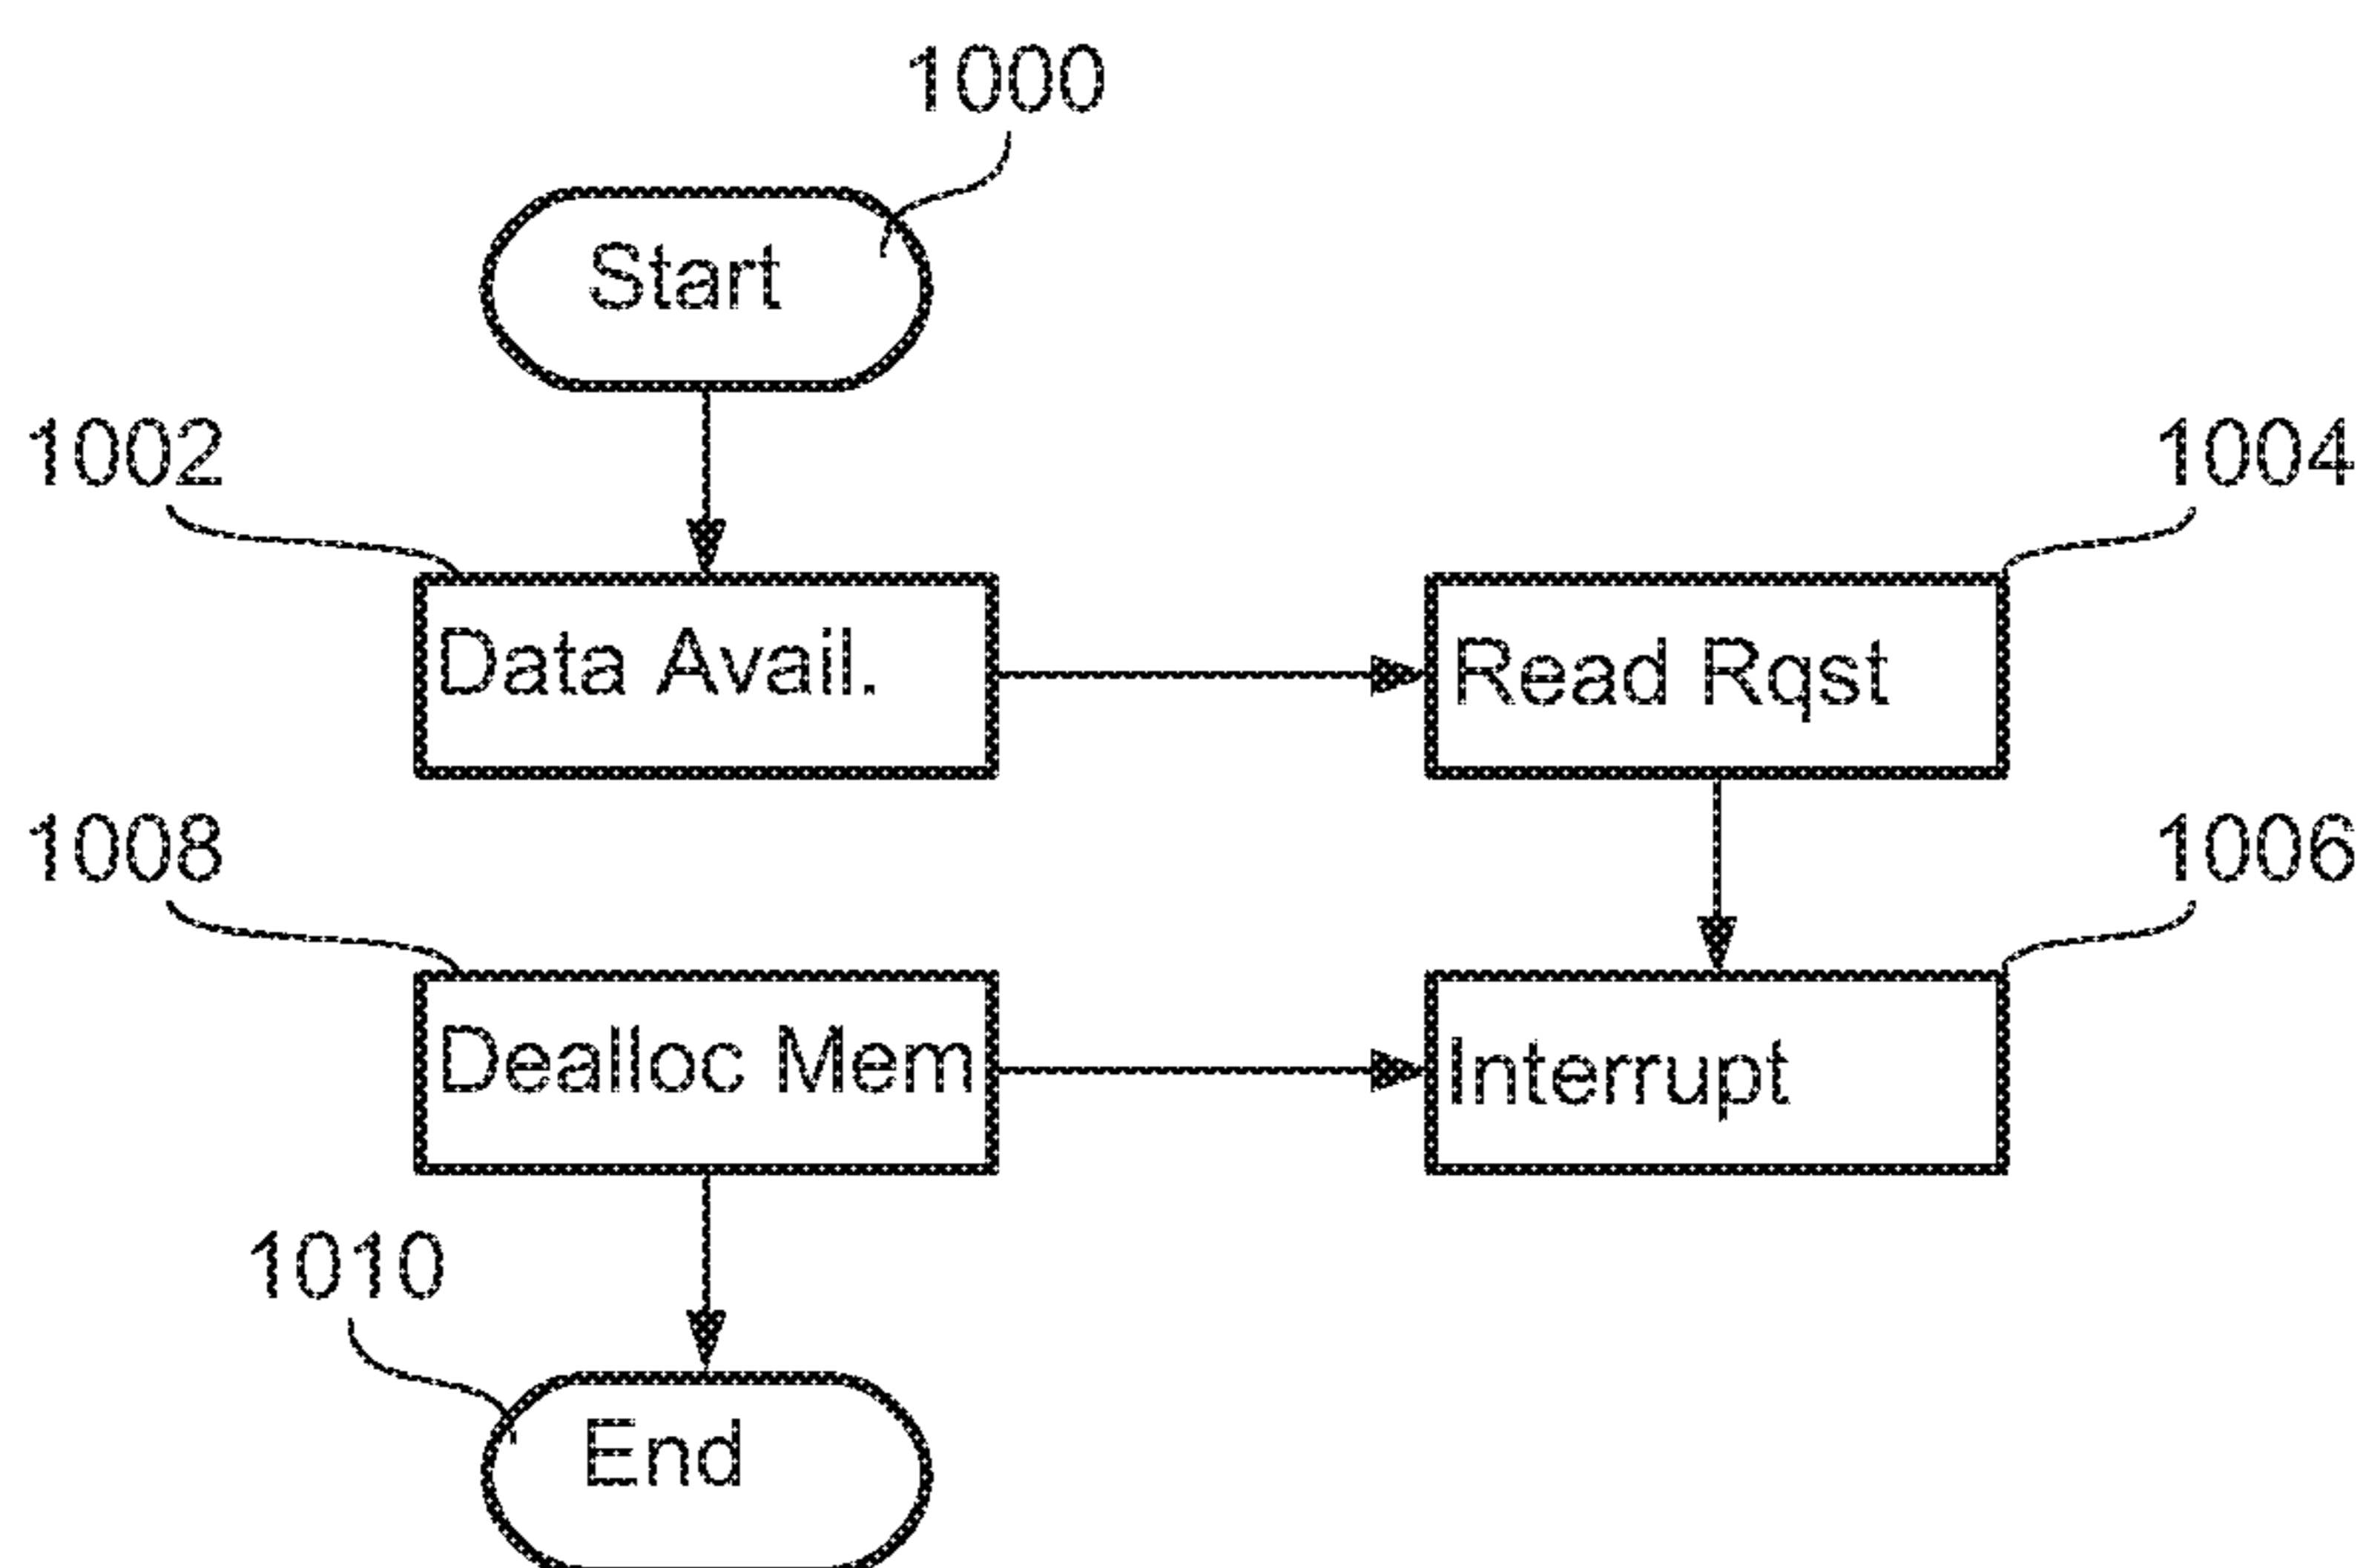 1000
Start
1002
1004
Data Avail.
Read Rqst
1008
1006
Dealloc Mem
Interrupt
1010
End